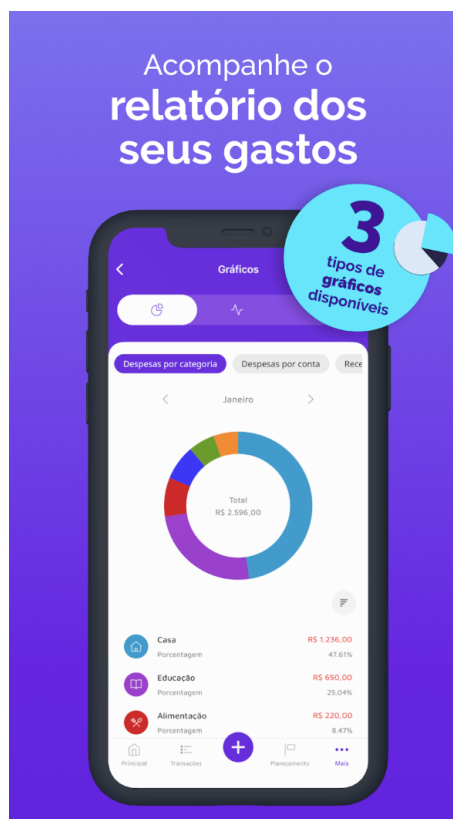 Acompanhe o
relatório dos
seus gastos
3
tipos de
gráficos
disponíveis
Gráficos
Despesas por categoria
Despesas por conta
Rece
Janeiro
Total
R$ 2.596,00
Casa
R$ 1.236,00
Porcentagem
47.61%
Educação
R$ 650,00
Porcentagem
25.04%
Alimentação
R$ 220,00
Porcentagem
8.47%
Principal
Transações
Planejamento
Mais